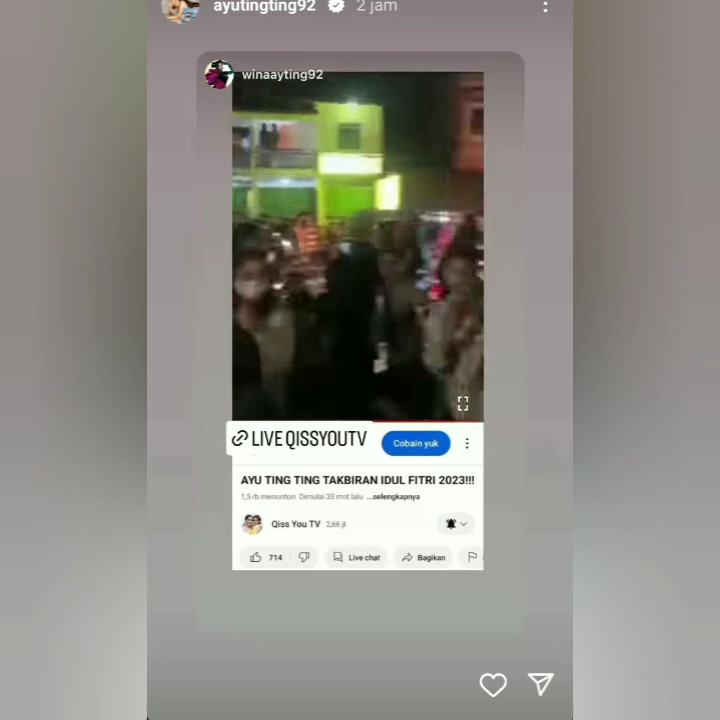 ayutingting92 2 jam
winaayting92
LIVE QISSYOUTV
Cobain yuk
AYU TING TING TAKBIRAN IDUL FITRI 2023!!!
1,5 rb menonton Dimulai 33 mnt lalu ...selengkapnya
Qiss You TV 2,66 jt
714 Live chat Bagikan